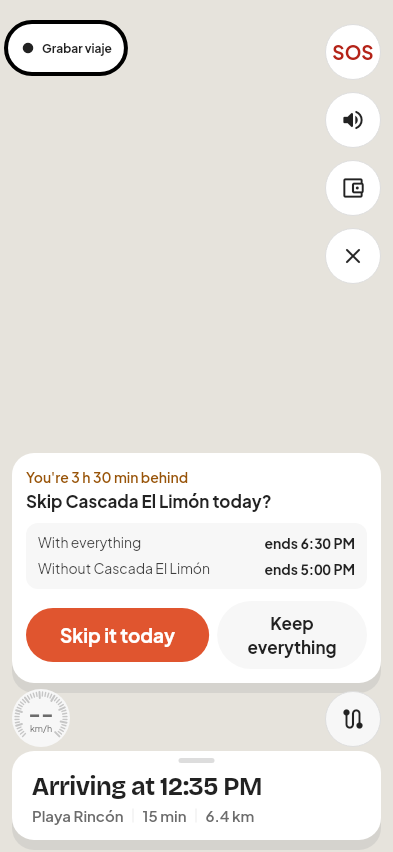 Grabar viaje
SOS
You're 3 h 30 min behind
Skip Cascada El Limón today?
With everything ends 6:30 PM
Without Cascada El Limón ends 5:00 PM
Skip it today
Keep
everything
--
km/h
Arriving at 12:35 PM
Playa Rincón 15 min 6.4 km